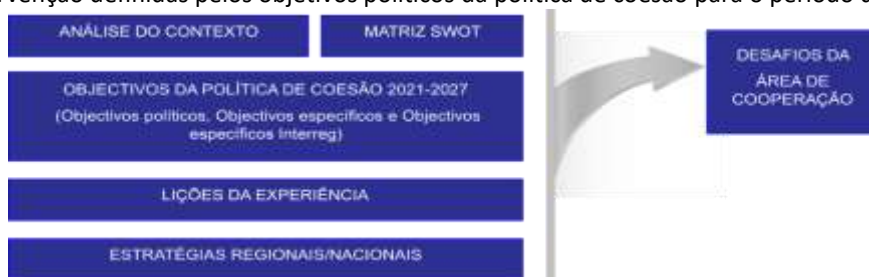 venção definidas pelos objetivos políticos da política de coesão para o período
ANÁLISE DO CONTEXTO
MATRIZ SWOT
OBJECTIVOS DA POLÍTICA DE COESÃO 2021-2027
(Objectivos políticos, Objectivos específicos e Objectivos
específicos Interreg)
LIÇÕES DA EXPERIÊNCIA
ESTRATÉGIAS REGIONAIS/NACIONAIS
DESAFIOS DA
ÁREA DE
COOPERAÇÃO